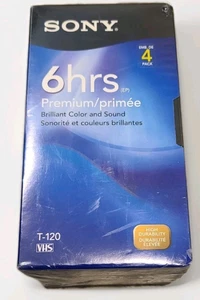 SONY
4
PACK
6hrs
Premium/primée
Brilliant Color and Sound
Sonorité et couleurs brillantes
T-120
VHS
HIGH
DURABILITY
DURABILITÉ
ÉLEVÉE